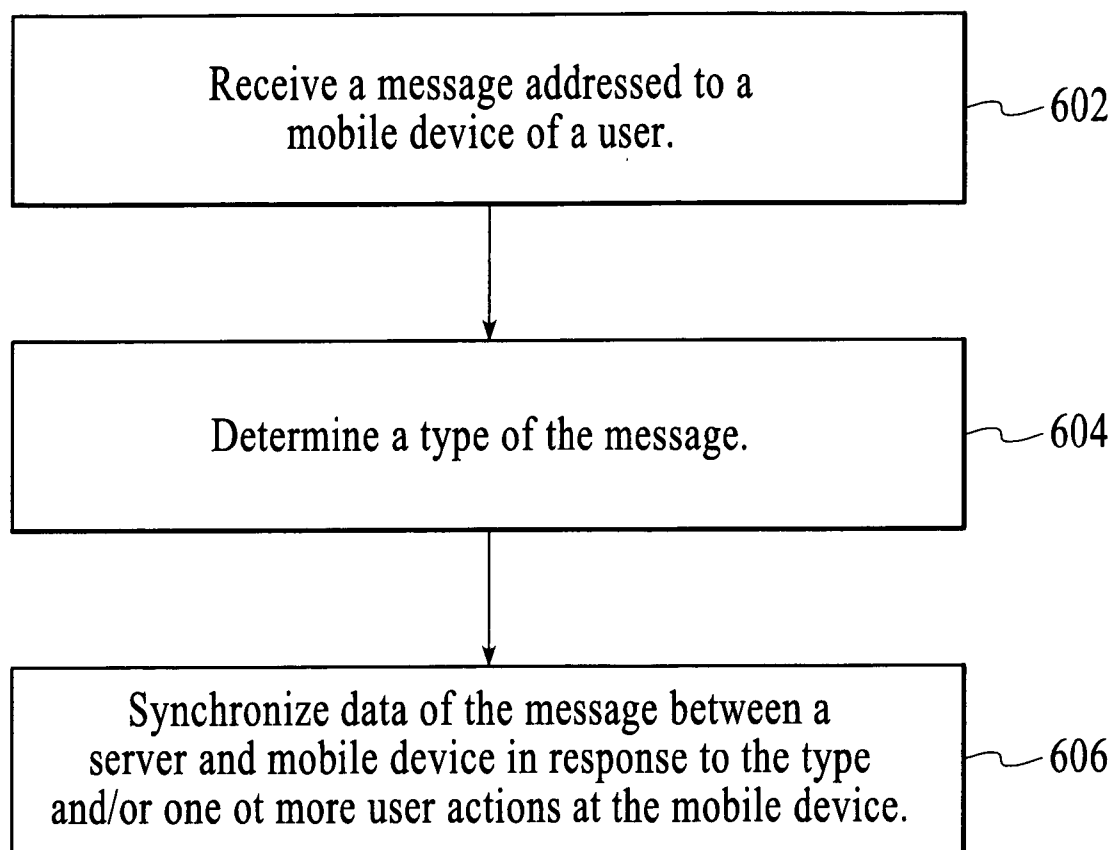 Receive a message addressed to a
mobile device of a user.
602
Determine a type of the message.
604
Synchronize data of the message between a
server and mobile device in response to the type
and/or one ot more user actions at the mobile device.
606